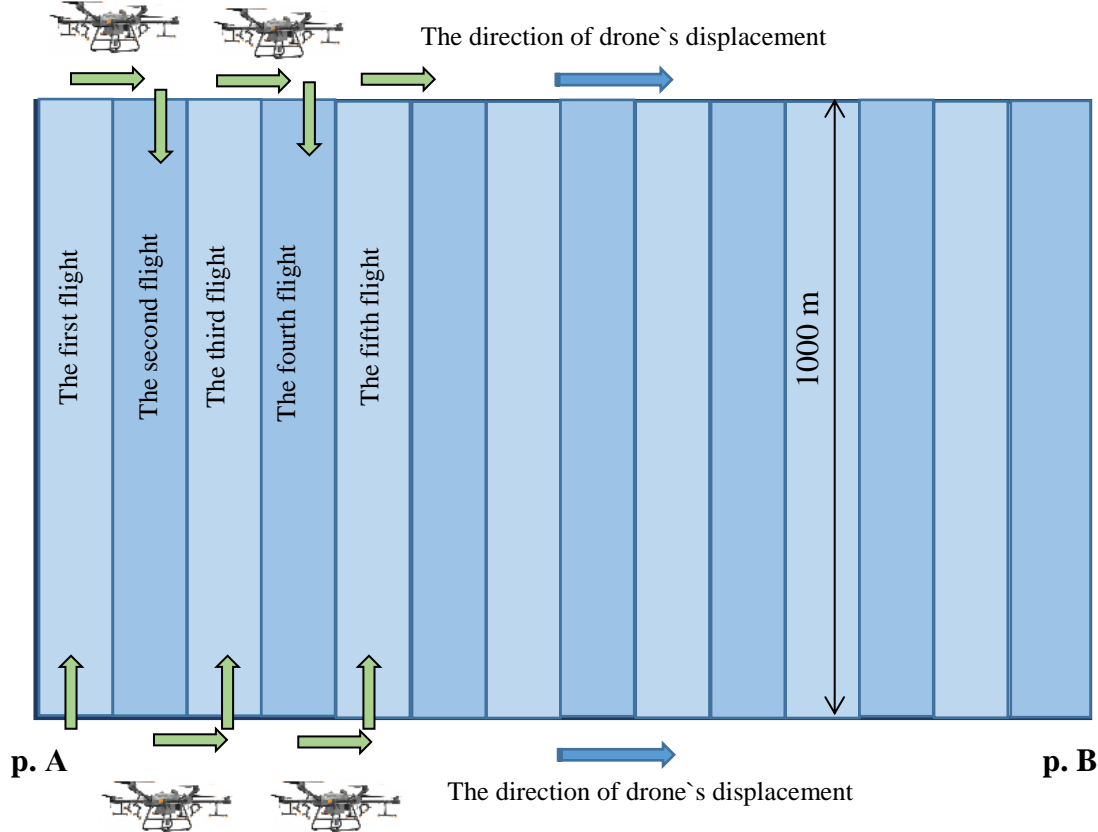 The direction of drone`s displacement
The first flight
The second flight
The third flight
The fourth flight
The fifth flight
1000 m
p. A
p. B
The direction of drone`s displacement